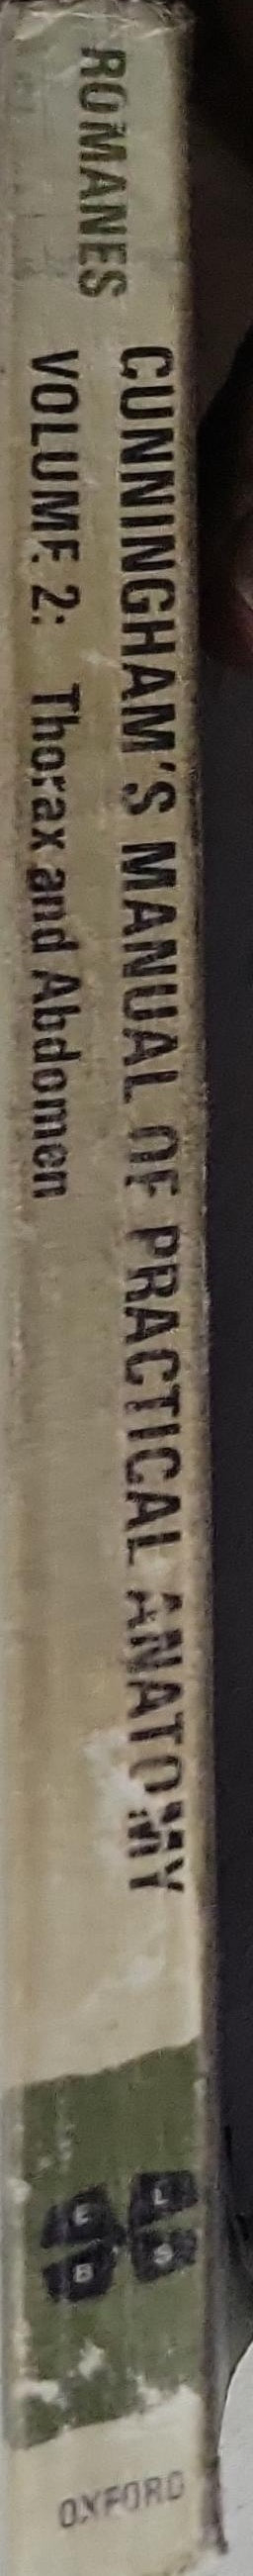 ROMANES
CUNNINGHAM'S MANUAL OF PRACTICAL ANATOMY
VOLUME 2: Thorax and Abdomen
E L
B S
OXFORD